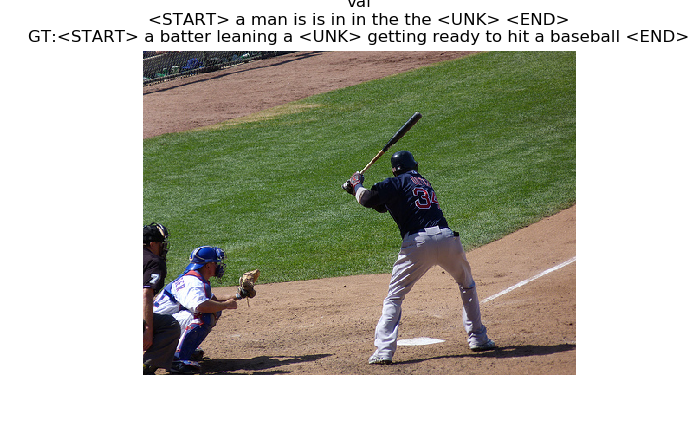 val
<START> a man is is in in the the <UNK> <END>
GT:<START> a batter leaning a <UNK> getting ready to hit a baseball <END>
34